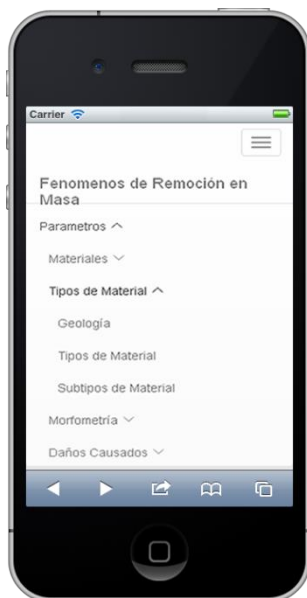 Carrier
Fenomenos de Remoción en
Masa
Parametros
Materiales
Tipos de Material
Geología
Tipos de Material
Subtipos de Material
Morfometría
Daños Causados